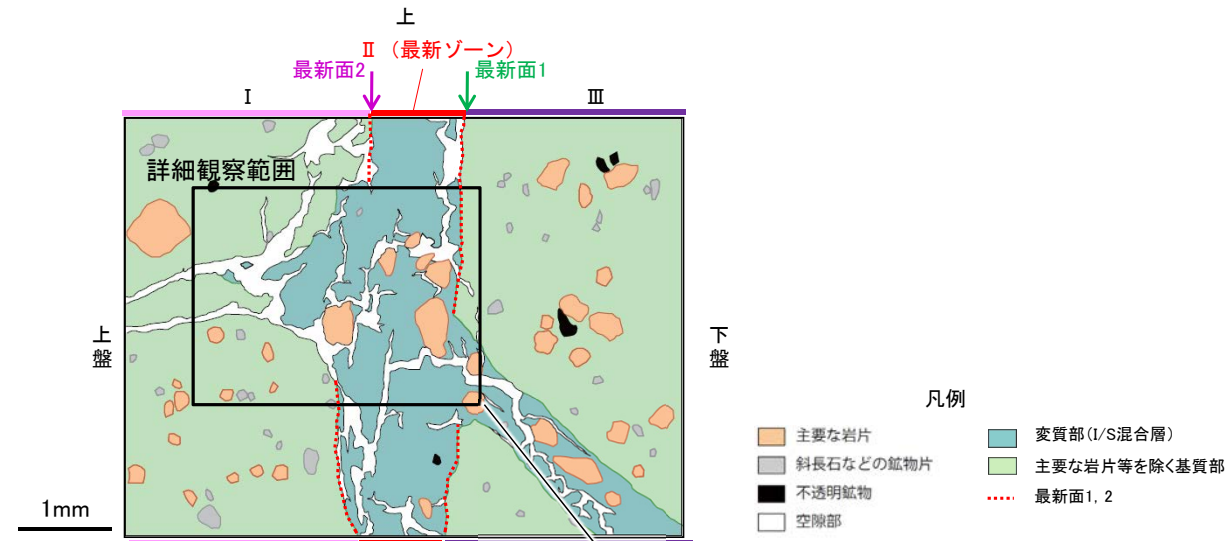 上
Ⅱ（最新ゾーン）
最新面2
最新面1
Ⅰ
Ⅲ
詳細観察範囲
上盤
下盤
1mm
凡例
主要な岩片
斜長石などの鉱物片
不透明鉱物
空隙部
変質部(I/S混合層)
主要な岩片等を除く基質部
最新面1, 2